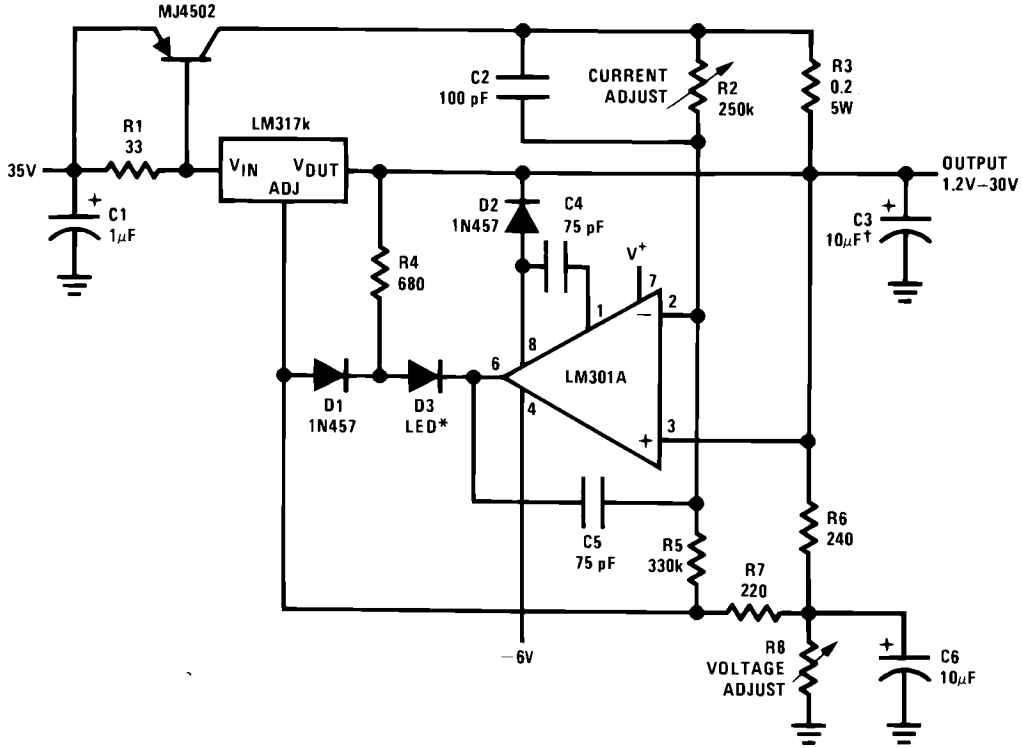 MJ4502
C2
100 pF
CURRENT
ADJUST
R2
250k
R3
0.2
5W
R1
33
LM317k
35V
VIN
VDUT
ADJ
OUTPUT
1.2V–30V
+
C1
1μF
D2
1N457
C4
75 pF
+
C3
10μF†
R4
680
V+
7
1
2
−
8
6
LM301A
4
+
3
D1
1N457
D3
LED*
C5
75 pF
R5
330k
R6
240
R7
220
−6V
R8
VOLTAGE
ADJUST
+
C6
10μF